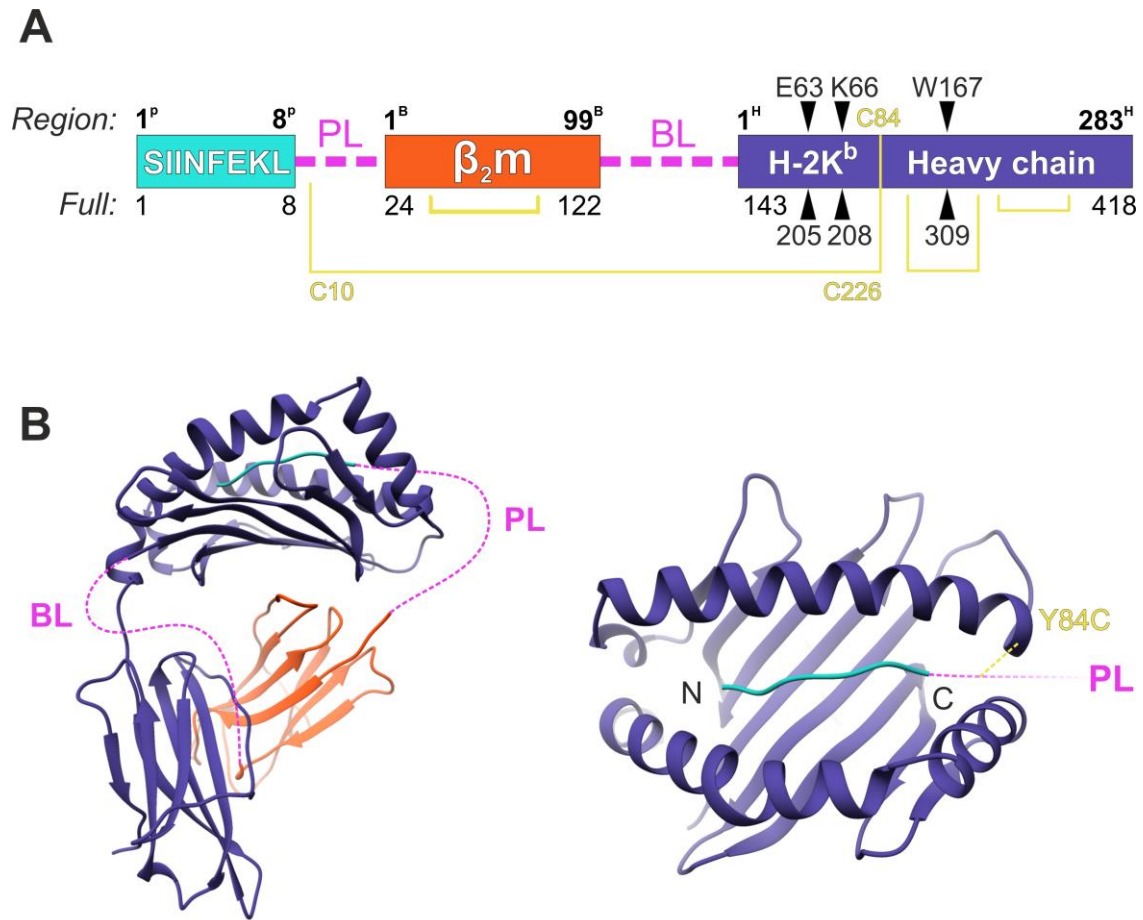 A
Region: 1ᵖ 8ᵖ PL 1ᴮ 99ᴮ BL 1ᴴ E63 K66 C84 W167 283ᴴ
SIINFEKL β₂m H-2Kᵇ Heavy chain
Full: 1 8 24 122 143 205 208 309 418
C10 C226
B
PL
BL
Y84C
PL
N C